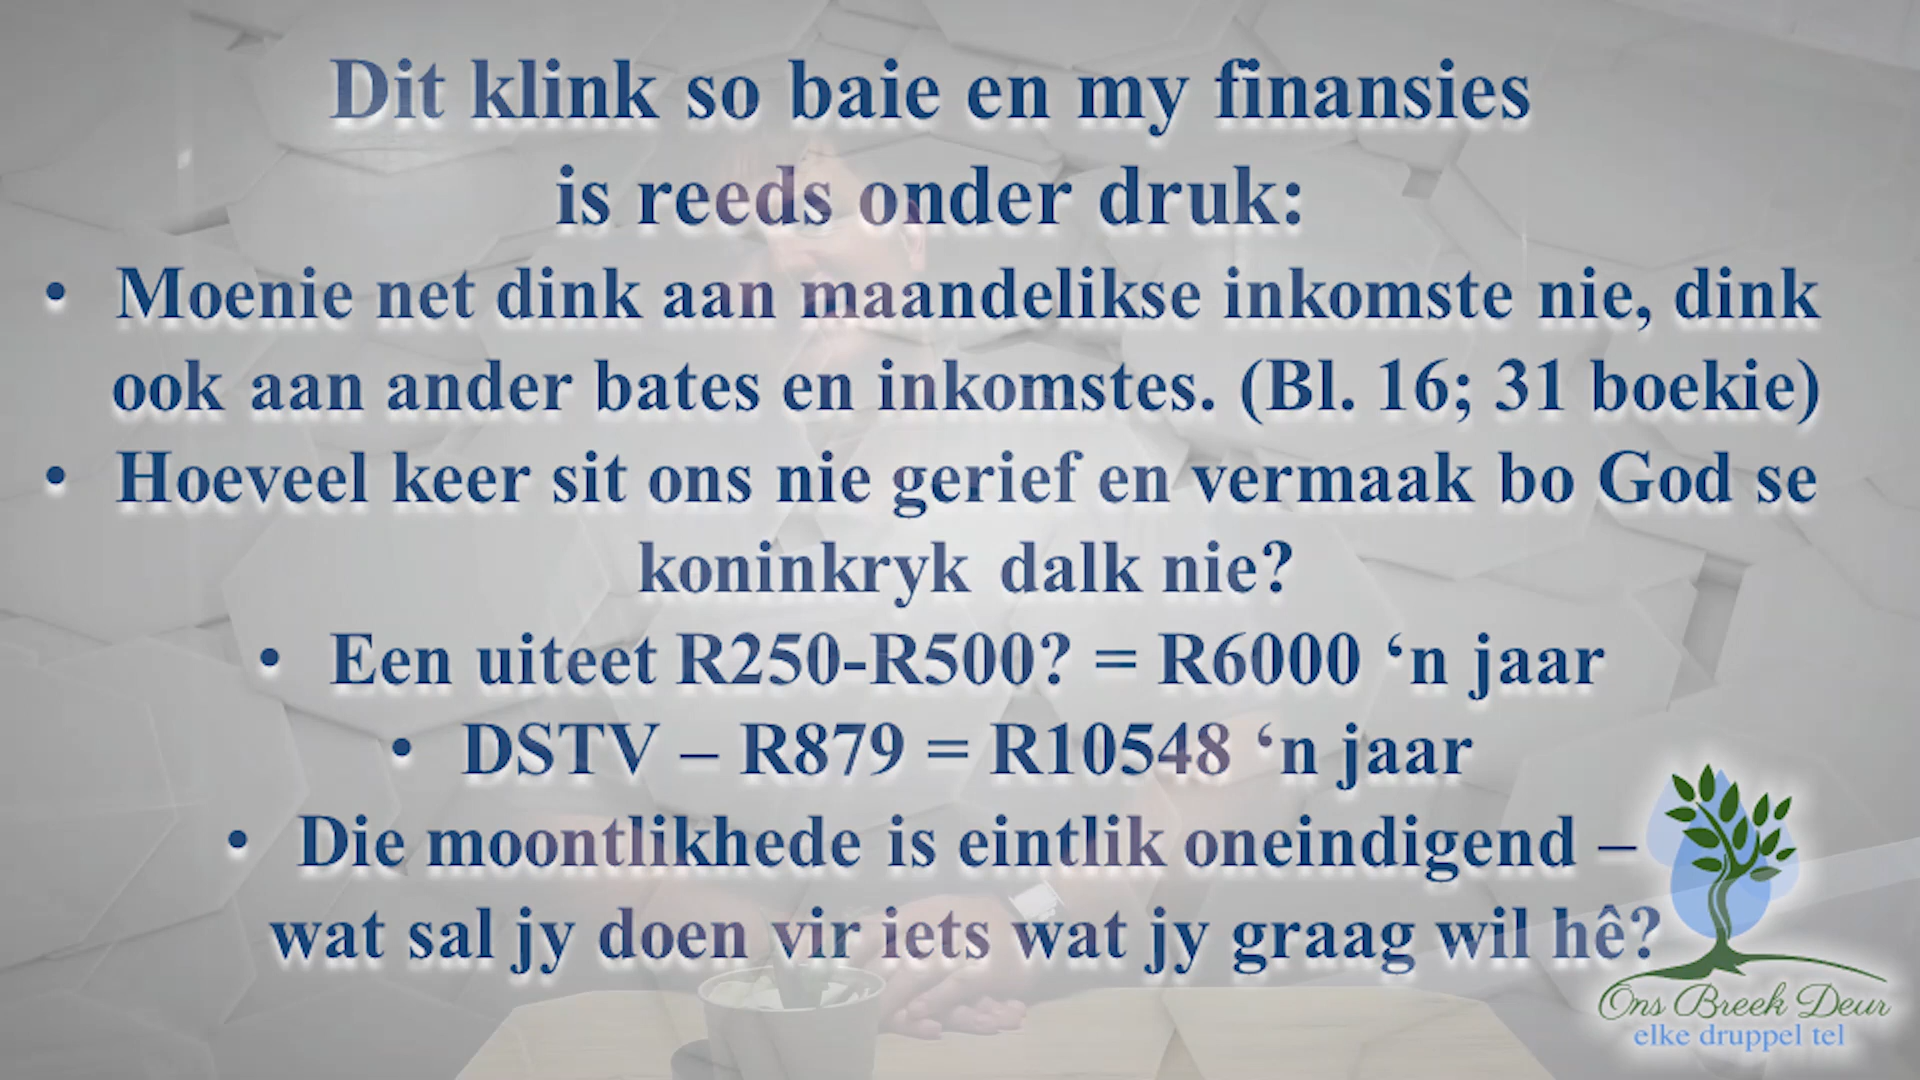 Dit klink so baie en my finansies
is reeds onder druk:
• Moenie net dink aan maandelikse inkomste nie, dink
ook aan ander bates en inkomstes. (Bl. 16; 31 boekie)
• Hoeveel keer sit ons nie gerief en vermaak bo God se
koninkryk dalk nie?
• Een uiteet R250-R500? = R6000 ‘n jaar
• DSTV – R879 = R10548 ‘n jaar
• Die moontlikhede is eintlik oneindigend –
wat sal jy doen vir iets wat jy graag wil hê?
Ons Breek Deur
elke druppel tel